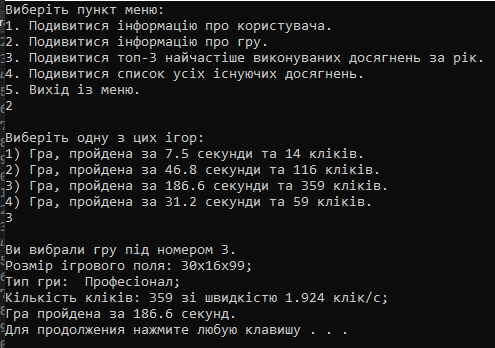 Виберіть пункт меню:
1. Подивитися інформацію про користувача.
2. Подивитися інформацію про гру.
3. Подивитися топ-3 найчастіше виконуваних досягнень за рік.
4. Подивитися список усіх існуючих досягнень.
5. Вихід із меню.
2
Виберіть одну з цих ігор:
1) Гра, пройдена за 7.5 секунди та 14 кліків.
2) Гра, пройдена за 46.8 секунди та 116 кліків.
3) Гра, пройдена за 186.6 секунди та 359 кліків.
4) Гра, пройдена за 31.2 секунди та 59 кліків.
3
Ви вибрали гру під номером 3.
Розмір ігрового поля: 30x16x99;
Тип гри:  Професіонал;
Кількість кліків: 359 зі швидкістю 1.924 клік/с;
Гра пройдена за 186.6 секунд.
Для продолжения нажмите любую клавишу . . .